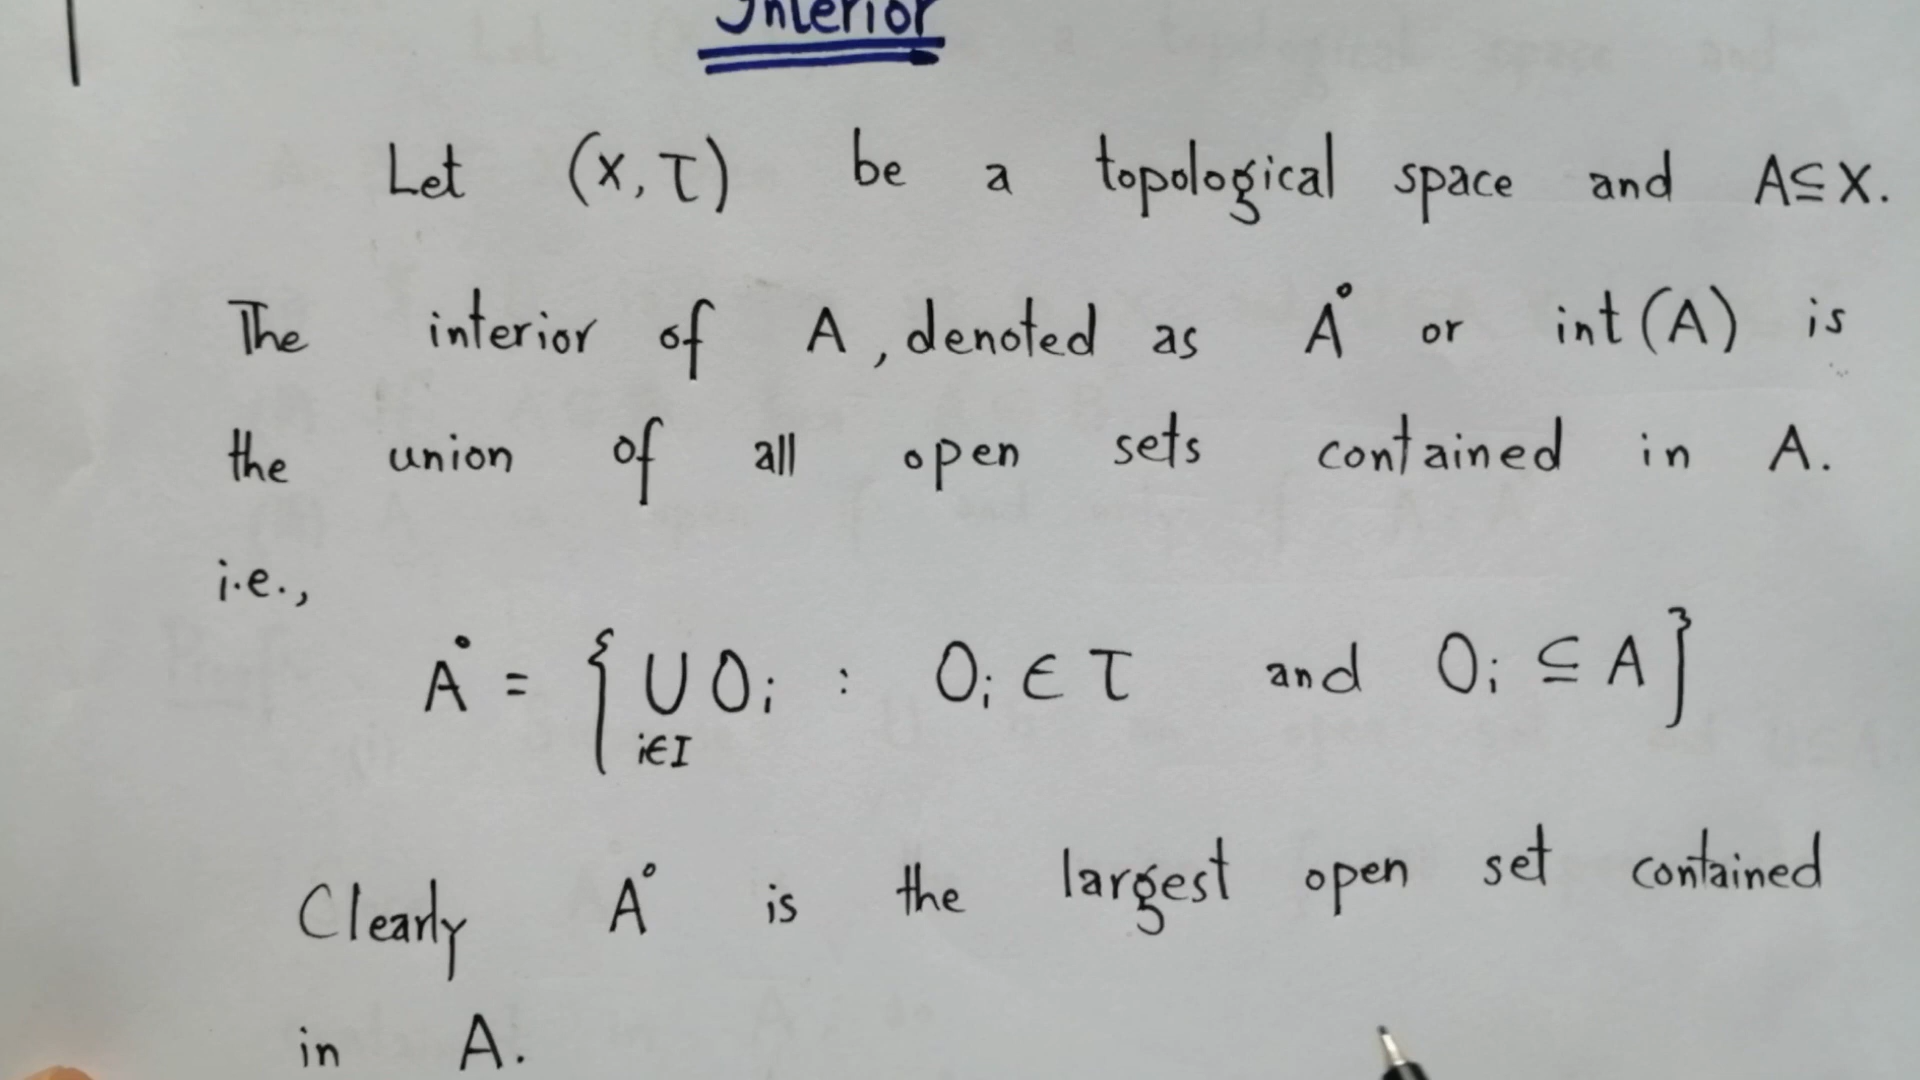 Interior
Let (X, τ) be a topological space and A⊆X.
The interior of A, denoted as Å or int(A) is
the union of all open sets contained in A.
i.e.,
Å = { ∪ Oi : Oi ∈ τ and Oi ⊆ A }
i∈I
Clearly A° is the largest open set contained
in A.